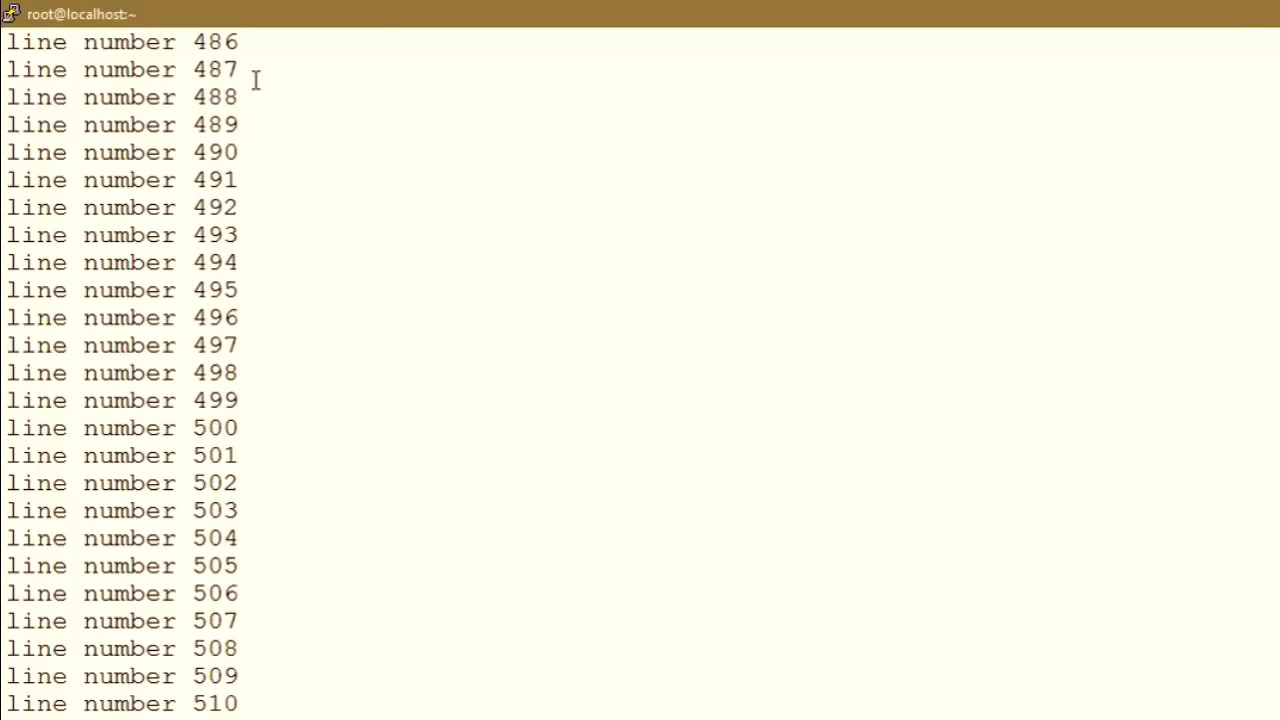 root@localhost:~
line number 486
line number 487
line number 488
line number 489
line number 490
line number 491
line number 492
line number 493
line number 494
line number 495
line number 496
line number 497
line number 498
line number 499
line number 500
line number 501
line number 502
line number 503
line number 504
line number 505
line number 506
line number 507
line number 508
line number 509
line number 510